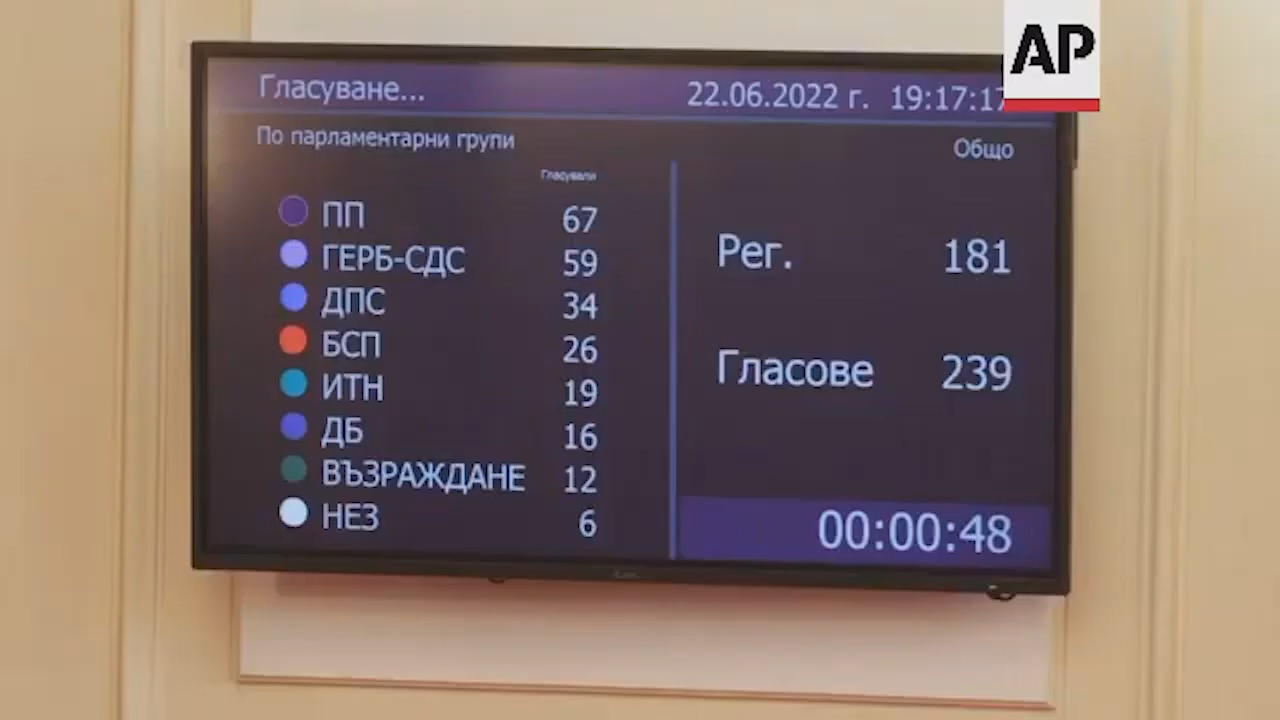 AP
Гласуване... 22.06.2022 г. 19:17:17
По парламентарни групи Общо
Гласували
ПП 67
ГЕРБ-СДС 59
ДПС 34
БСП 26
ИТН 19
ДБ 16
ВЪЗРАЖДАНЕ 12
НЕЗ 6
Рег. 181
Гласове 239
00:00:48